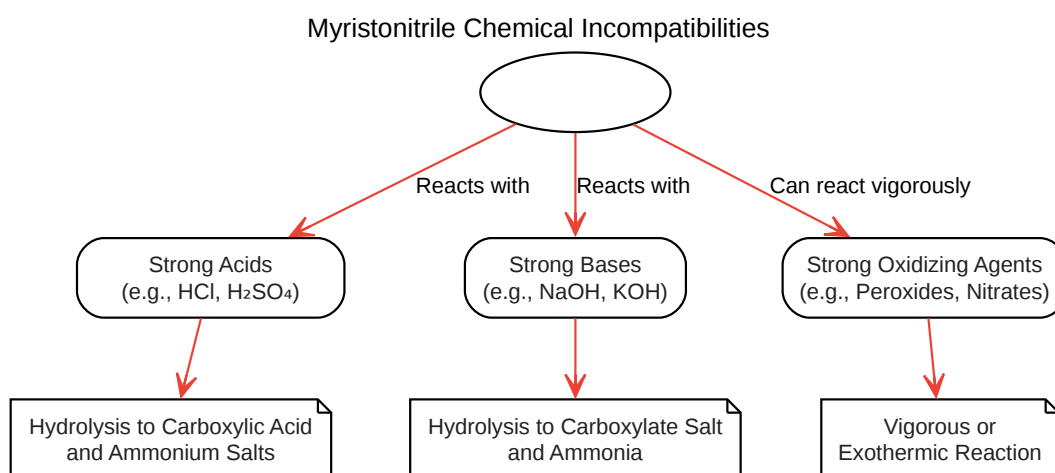 Myristonitrile Chemical Incompatibilities
Reacts with
Reacts with
Can react vigorously
Strong Acids
(e.g., HCl, H₂SO₄)
Strong Bases
(e.g., NaOH, KOH)
Strong Oxidizing Agents
(e.g., Peroxides, Nitrates)
Hydrolysis to Carboxylic Acid
and Ammonium Salts
Hydrolysis to Carboxylate Salt
and Ammonia
Vigorous or
Exothermic Reaction